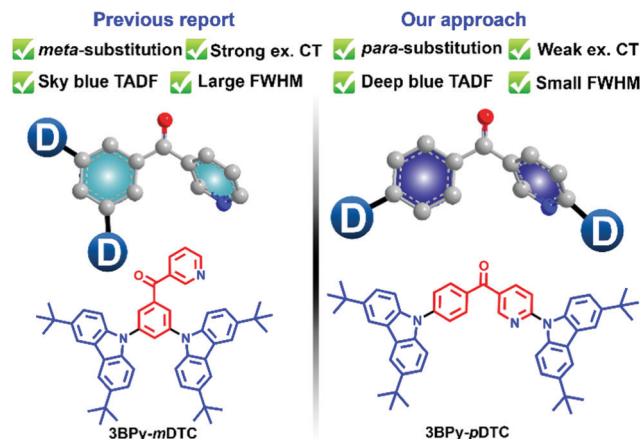 Previous report
meta-substitution Strong ex. CT
Sky blue TADF Large FWHM
D
D
O
N
N
N
3BPy-mDTC
Our approach
para-substitution Weak ex. CT
Deep blue TADF Small FWHM
D
D
O
N
N
N
3BPy-pDTC